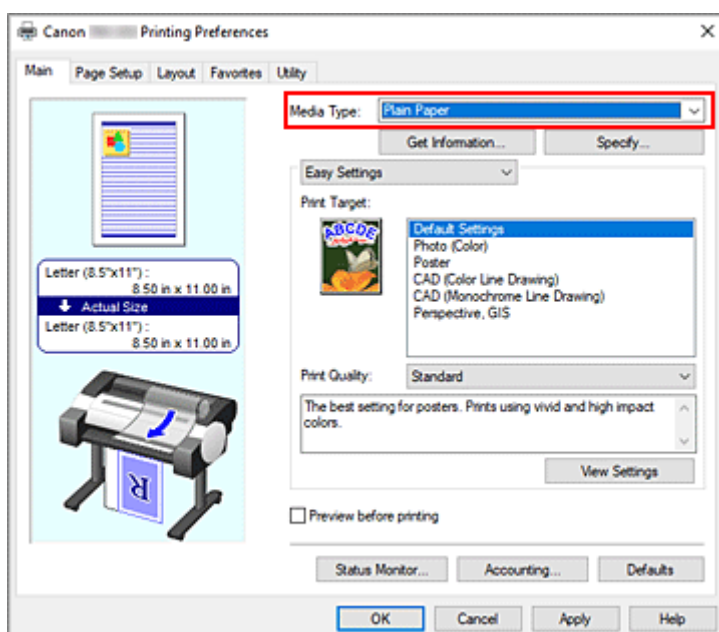 Canon Printing Preferences
Main Page Setup Layout Favorites Utility
Media Type: Plain Paper
Get Information... Specify...
Easy Settings
Print Target:
ABCDE
Default Settings
Photo (Color)
Poster
CAD (Color Line Drawing)
CAD (Monochrome Line Drawing)
Perspective, GIS
Letter (8.5"x11") :
8.50 in x 11.00 in
Actual Size
Letter (8.5"x11") :
8.50 in x 11.00 in
Print Quality: Standard
The best setting for posters. Prints using vivid and high impact
colors.
R
View Settings
Preview before printing
Status Monitor... Accounting... Defaults
OK Cancel Apply Help